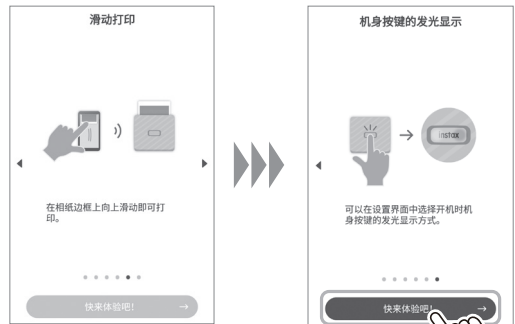 滑动打印
在相纸边框上向上滑动即可打
印。
快来体验吧！ →
机身按键的发光显示
instax
可以在设置界面中选择开机时机
身按键的发光显示方式。
快来体验吧！ →